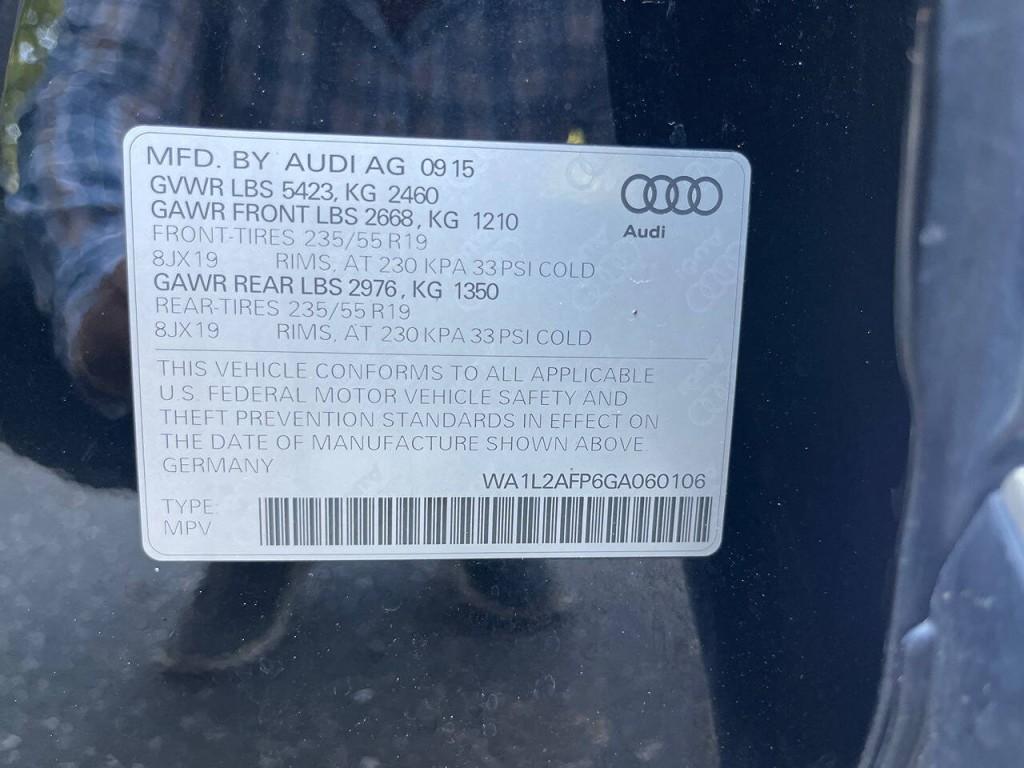 MFD. BY AUDI AG 09 15
GVWR LBS 5423, KG 2460
GAWR FRONT LBS 2668, KG 1210
FRONT-TIRES 235/55 R19
8JX19 RIMS, AT 230 KPA 33 PSI COLD
GAWR REAR LBS 2976, KG 1350
REAR-TIRES 235/55 R19
8JX19 RIMS, AT 230 KPA 33 PSI COLD
Audi
THIS VEHICLE CONFORMS TO ALL APPLICABLE
U.S. FEDERAL MOTOR VEHICLE SAFETY AND
THEFT PREVENTION STANDARDS IN EFFECT ON
THE DATE OF MANUFACTURE SHOWN ABOVE.
GERMANY
WA1L2AFP6GA060106
TYPE:
MPV